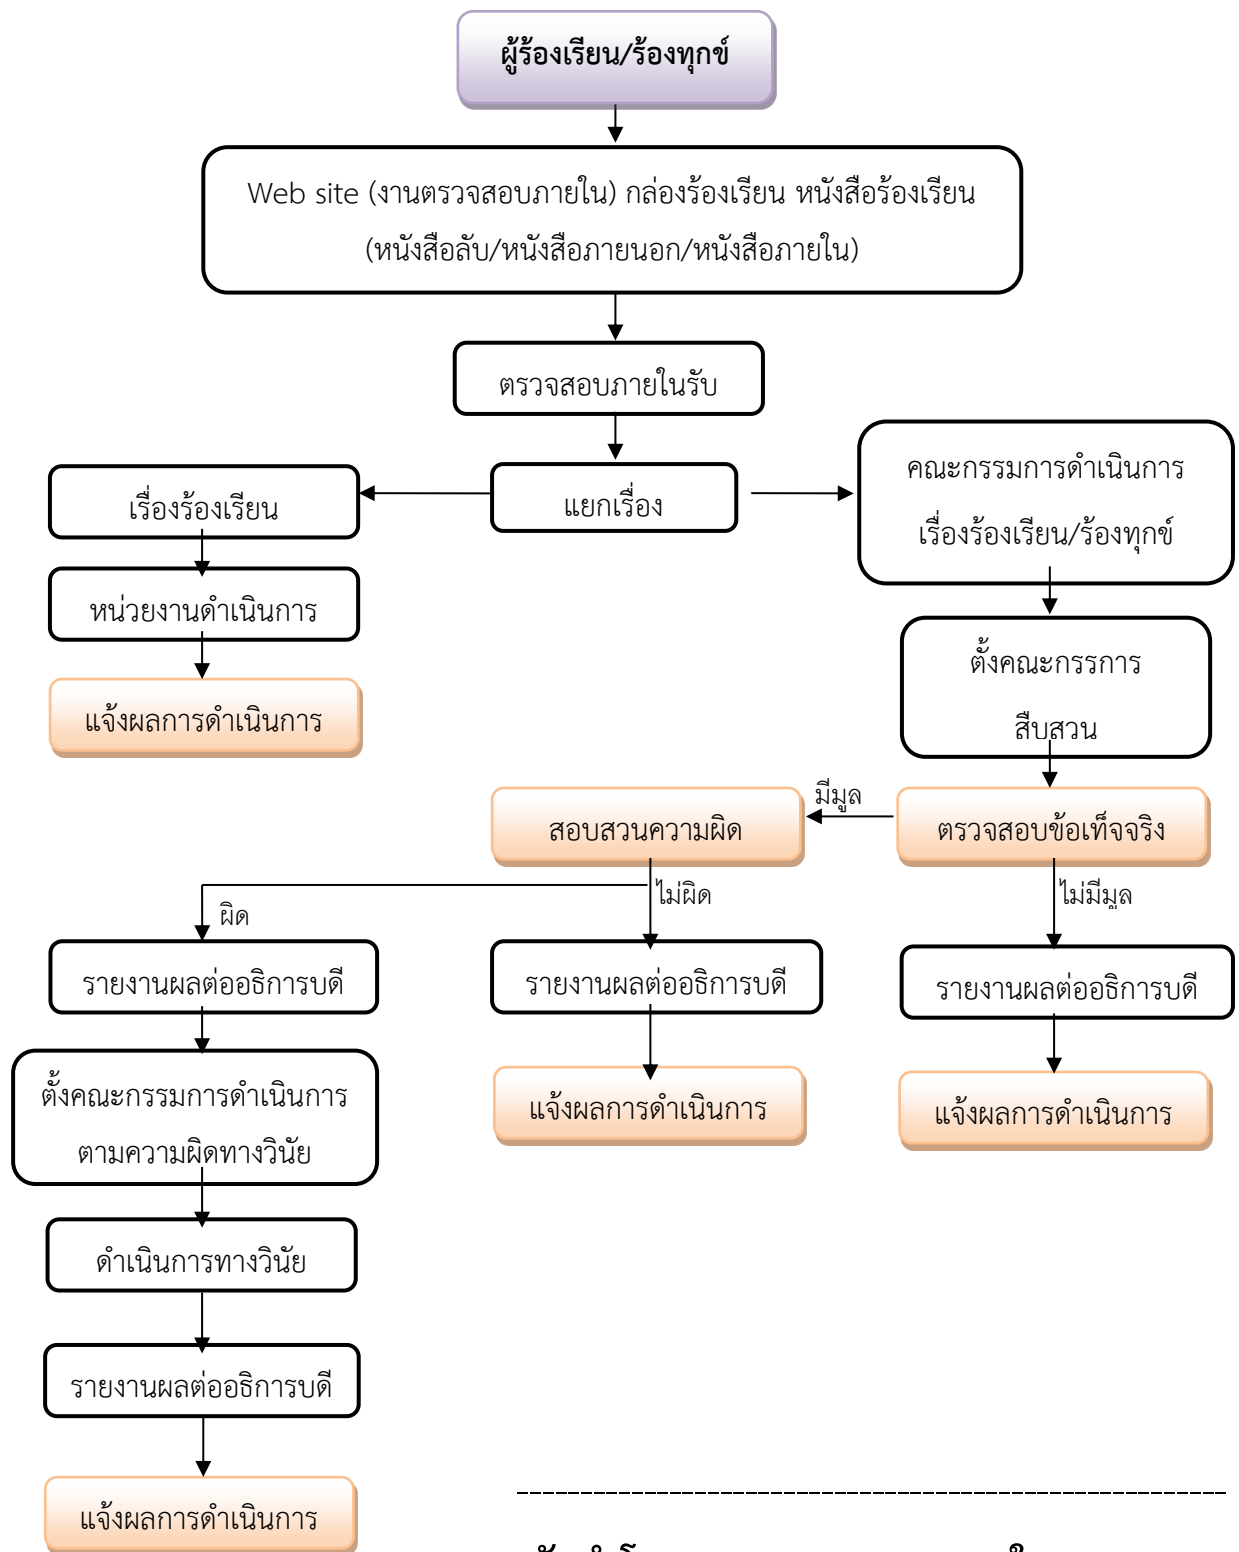 ผู้ร้องเรียน/ร้องทุกข์
Web site (งานตรวจสอบภายใน) กล่องร้องเรียน หนังสือร้องเรียน
(หนังสือลับ/หนังสือภายนอก/หนังสือภายใน)
ตรวจสอบภายในรับ
แยกเรื่อง
เรื่องร้องเรียน
หน่วยงานดำเนินการ
แจ้งผลการดำเนินการ
คณะกรรมการดำเนินการ
เรื่องร้องเรียน/ร้องทุกข์
ตั้งคณะกรรการ
สืบสวน
ตรวจสอบข้อเท็จจริง
มีมูล
สอบสวนความผิด
ไม่มีมูล
ไม่ผิด
ผิด
รายงานผลต่ออธิการบดี
รายงานผลต่ออธิการบดี
รายงานผลต่ออธิการบดี
แจ้งผลการดำเนินการ
แจ้งผลการดำเนินการ
ตั้งคณะกรรมการดำเนินการ
ตามความผิดทางวินัย
ดำเนินการทางวินัย
รายงานผลต่ออธิการบดี
แจ้งผลการดำเนินการ